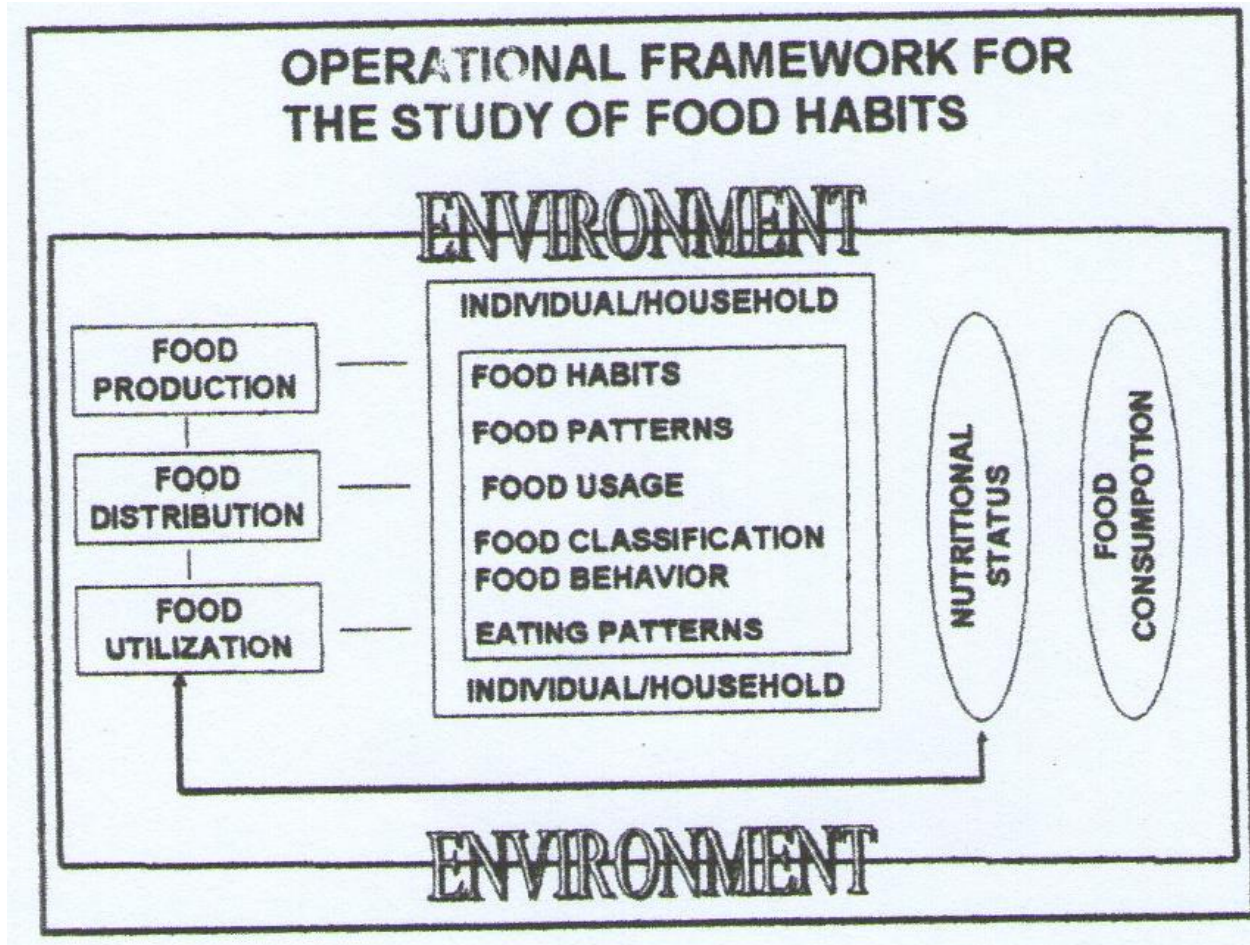 OPERATIONAL FRAMEWORK FOR
THE STUDY OF FOOD HABITS
ENVIRONMENT
FOOD
PRODUCTION
FOOD
DISTRIBUTION
FOOD
UTILIZATION
INDIVIDUAL/HOUSEHOLD
FOOD HABITS
FOOD PATTERNS
FOOD USAGE
FOOD CLASSIFICATION
FOOD BEHAVIOR
EATING PATTERNS
INDIVIDUAL/HOUSEHOLD
NUTRITIONAL
STATUS
FOOD
CONSUMPOTION
ENVIRONMENT